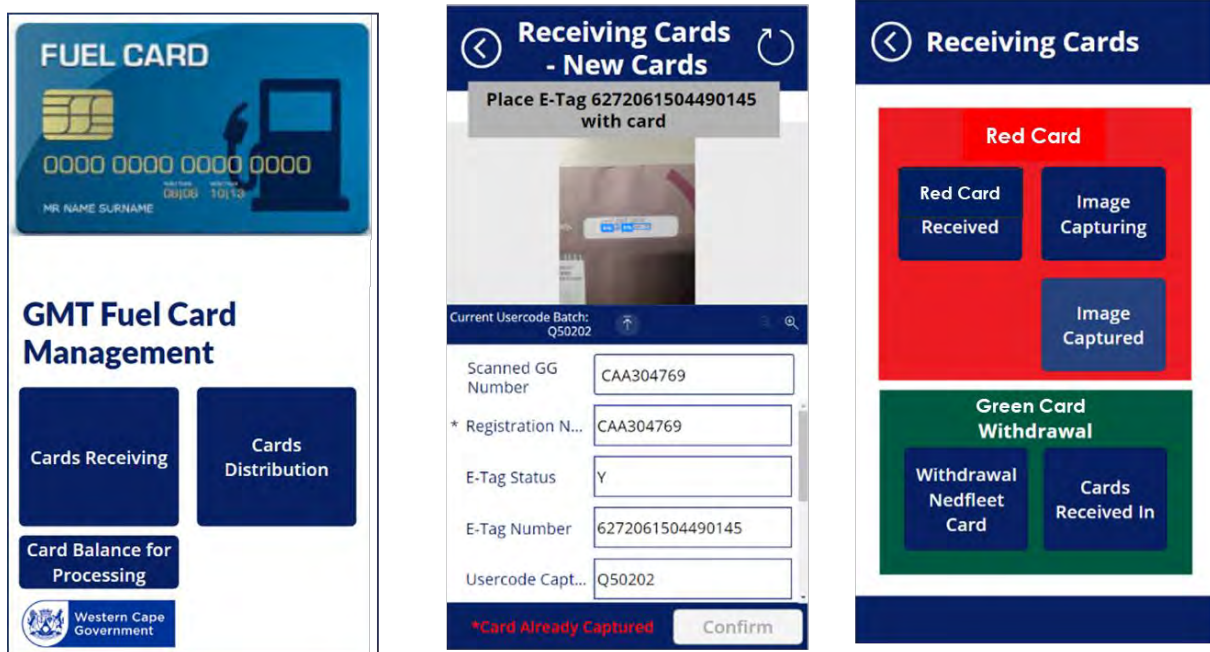 FUEL CARD
0000 0000 0000 0000
08|08 10|13
MR NAME SURNAME
GMT Fuel Card
Management
Cards Receiving
Cards
Distribution
Card Balance for
Processing
Western Cape
Government
Receiving Cards
- New Cards
Place E-Tag 6272061504490145
with card
Current Usercode Batch:
Q50202
Scanned GG
Number
CAA304769
* Registration N...
CAA304769
E-Tag Status
Y
E-Tag Number
6272061504490145
Usercode Capt...
Q50202
*Card Already Captured
Confirm
Receiving Cards
Red Card
Red Card
Received
Image
Capturing
Image
Captured
Green Card
Withdrawal
Withdrawal
Nedfleet
Card
Cards
Received In